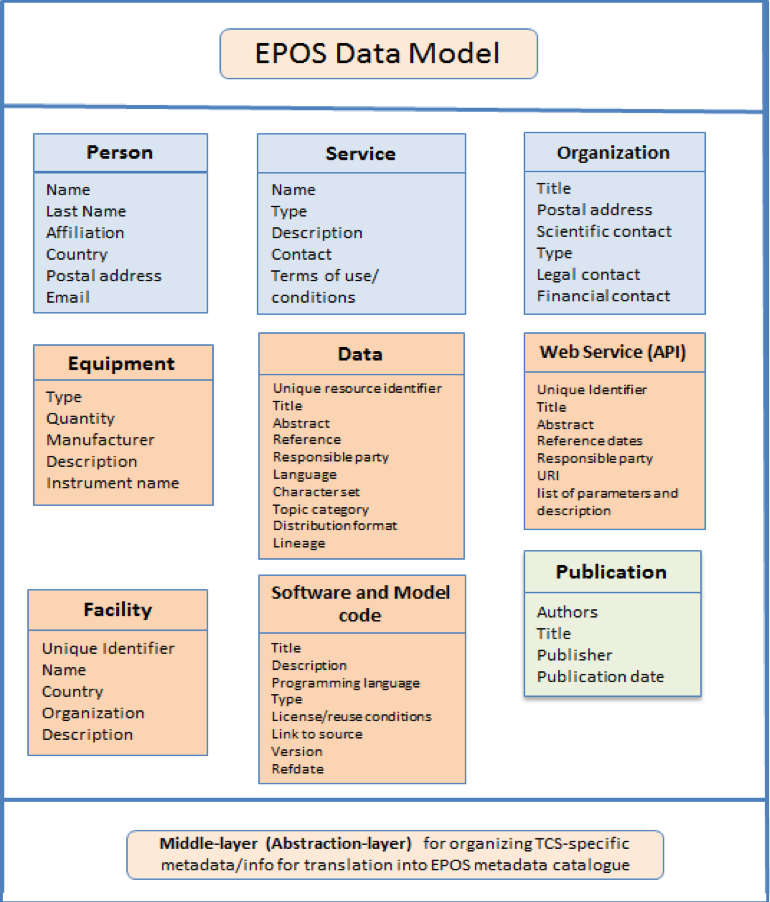 EPOS Data Model
Person
Name
Last Name
Affiliation
Country
Postal address
Email
Service
Name
Type
Description
Contact
Terms of use/
conditions
Organization
Title
Postal address
Scientific contact
Type
Legal contact
Financial contact
Equipment
Type
Quantity
Manufacturer
Description
Instrument name
Data
Unique resource identifier
Title
Abstract
Reference
Responsible party
Language
Character set
Topic category
Distribution format
Lineage
Web Service (API)
Unique Identifier
Title
Abstract
Reference dates
Responsible party
URI
list of parameters and
description
Facility
Unique Identifier
Name
Country
Organization
Description
Software and Model
code
Title
Description
Programming language
Type
License/reuse conditions
Link to source
Version
Refdate
Publication
Authors
Title
Publisher
Publication date
Middle-layer (Abstraction-layer) for organizing TCS-specific
metadata/info for translation into EPOS metadata catalogue